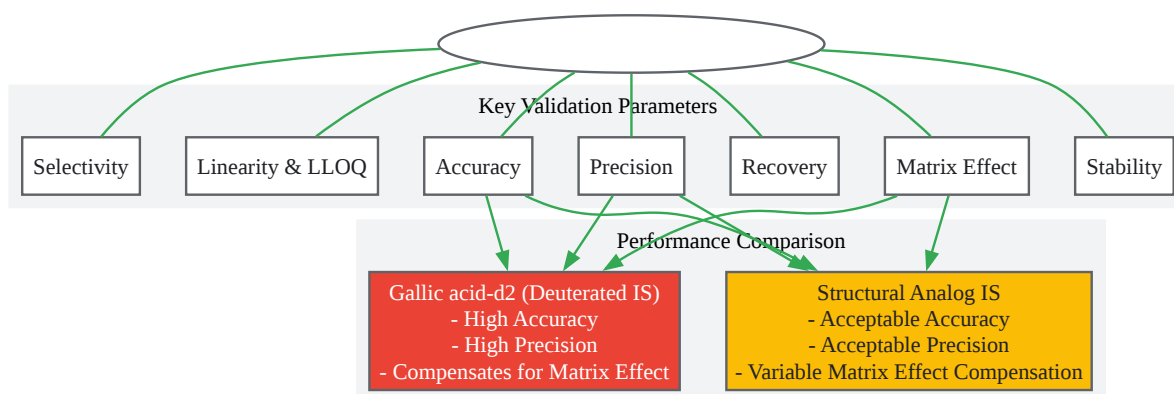 Key Validation Parameters
Selectivity
Linearity & LLOQ
Accuracy
Precision
Recovery
Matrix Effect
Stability
Performance Comparison
Gallic acid-d2 (Deuterated IS)
- High Accuracy
- High Precision
- Compensates for Matrix Effect
Structural Analog IS
- Acceptable Accuracy
- Acceptable Precision
- Variable Matrix Effect Compensation